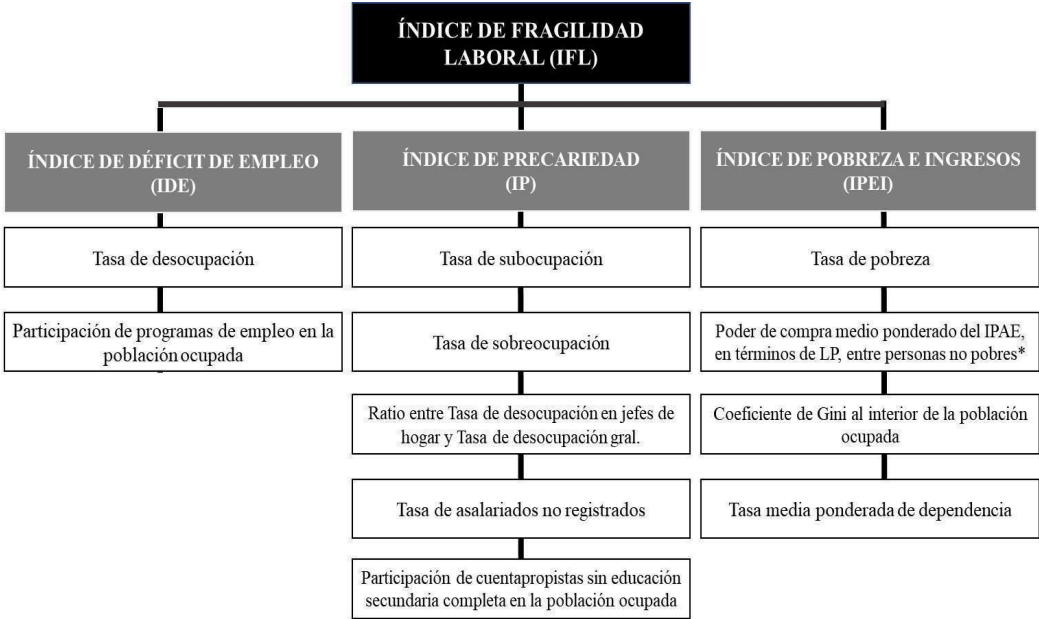 ÍNDICE DE FRAGILIDAD
LABORAL (IFL)
ÍNDICE DE DÉFICIT DE EMPLEO
(IDE)
Tasa de desocupación
Participación de programas de empleo en la
población ocupada
ÍNDICE DE PRECARIEDAD
(IP)
Tasa de subocupación
Tasa de sobreocupación
Ratio entre Tasa de desocupación en jefes de
hogar y Tasa de desocupación gral.
Tasa de asalariados no registrados
Participación de cuentapropistas sin educación
secundaria completa en la población ocupada
ÍNDICE DE POBREZA E INGRESOS
(IPEI)
Tasa de pobreza
Poder de compra medio ponderado del IPAE,
en términos de LP, entre personas no pobres*
Coeficiente de Gini al interior de la población
ocupada
Tasa media ponderada de dependencia